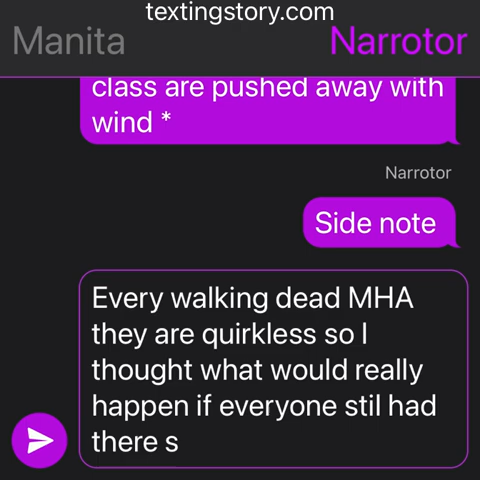 textingstory.com
Manita
Narrotor
class are pushed away with
wind *
Narrotor
Side note
Every walking dead MHA
they are quirkless so I
thought what would really
happen if everyone stil had
there s